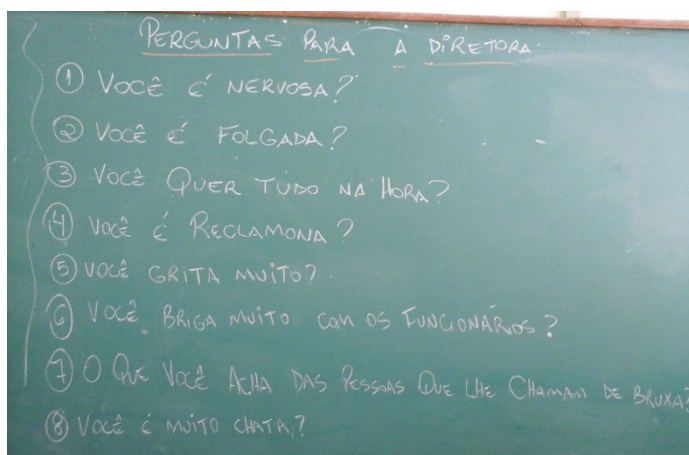 PERGUNTAS PARA A DIRETORA:
① VOCÊ É NERVOSA?
② VOCÊ É FOLGADA?
③ VOCÊ QUER TUDO NA HORA?
④ VOCÊ É RECLAMONA?
⑤ VOCÊ GRITA MUITO?
⑥ VOCÊ BRIGA MUITO COM OS FUNCIONÁRIOS?
⑦ O QUE VOCÊ ACHA DAS PESSOAS QUE LHE CHAMAM DE BRUXA?
⑧ VOCÊ É MUITO CHATA?